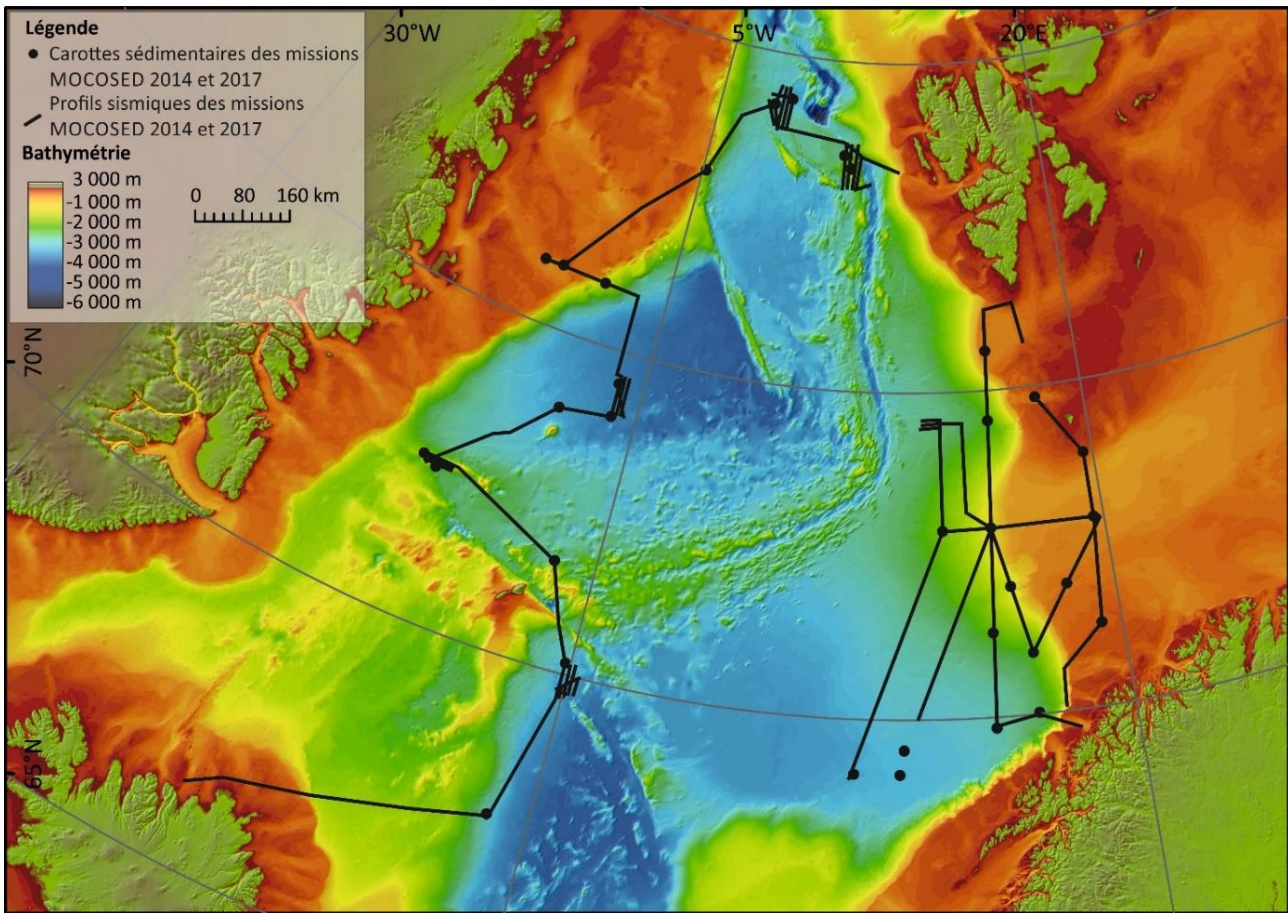 Légende
Carottes sédimentaires des missions
MOCOSED 2014 et 2017
Profils sismiques des missions
MOCOSED 2014 et 2017
Bathymétrie
3 000 m
-1 000 m
-2 000 m
-3 000 m
-4 000 m
-5 000 m
-6 000 m
0 80 160 km
30°W
5°W
20°E
70°N
65°N